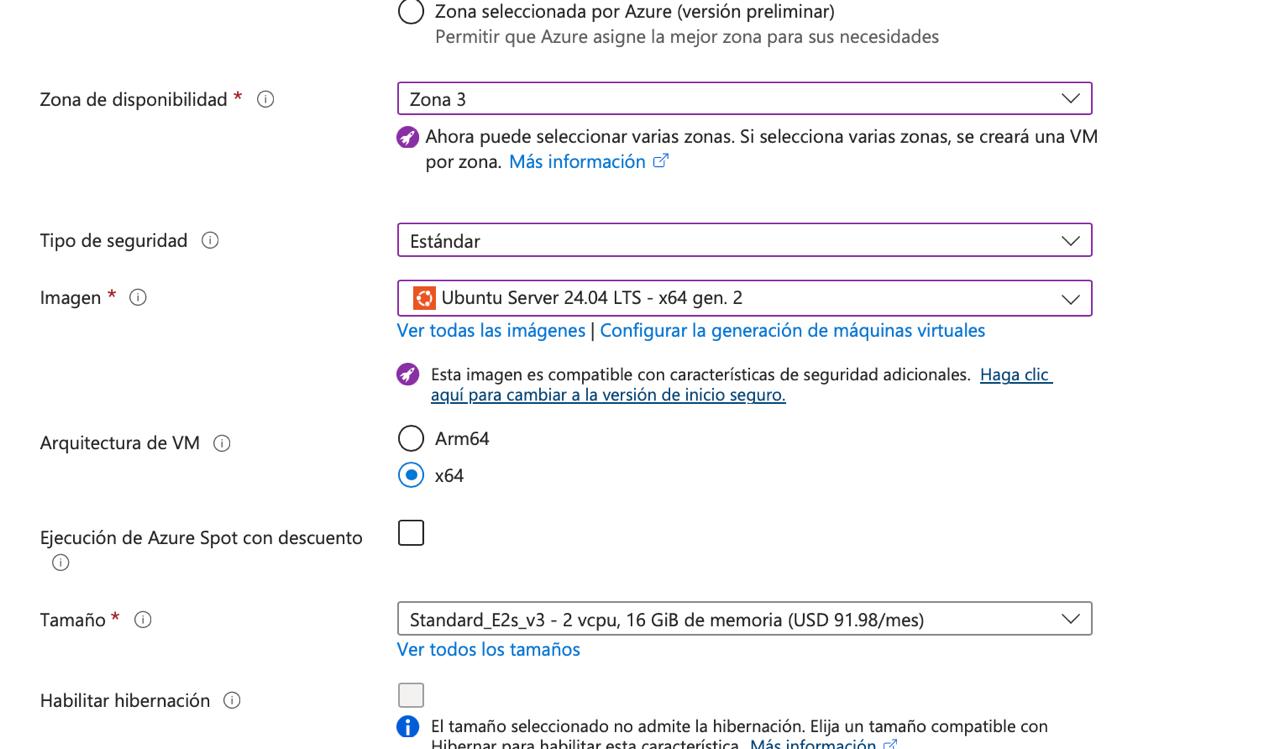 Zona seleccionada por Azure (versión preliminar)
Permitir que Azure asigne la mejor zona para sus necesidades
Zona de disponibilidad *
Zona 3
Ahora puede seleccionar varias zonas. Si selecciona varias zonas, se creará una VM
por zona. Más información
Tipo de seguridad
Estándar
Imagen *
Ubuntu Server 24.04 LTS - x64 gen. 2
Ver todas las imágenes | Configurar la generación de máquinas virtuales
Esta imagen es compatible con características de seguridad adicionales. Haga clic
aquí para cambiar a la versión de inicio seguro.
Arquitectura de VM
Arm64
x64
Ejecución de Azure Spot con descuento
Tamaño *
Standard_E2s_v3 - 2 vcpu, 16 GiB de memoria (USD 91.98/mes)
Ver todos los tamaños
Habilitar hibernación
El tamaño seleccionado no admite la hibernación. Elija un tamaño compatible con
Hibernar para habilitar esta característica. Más información